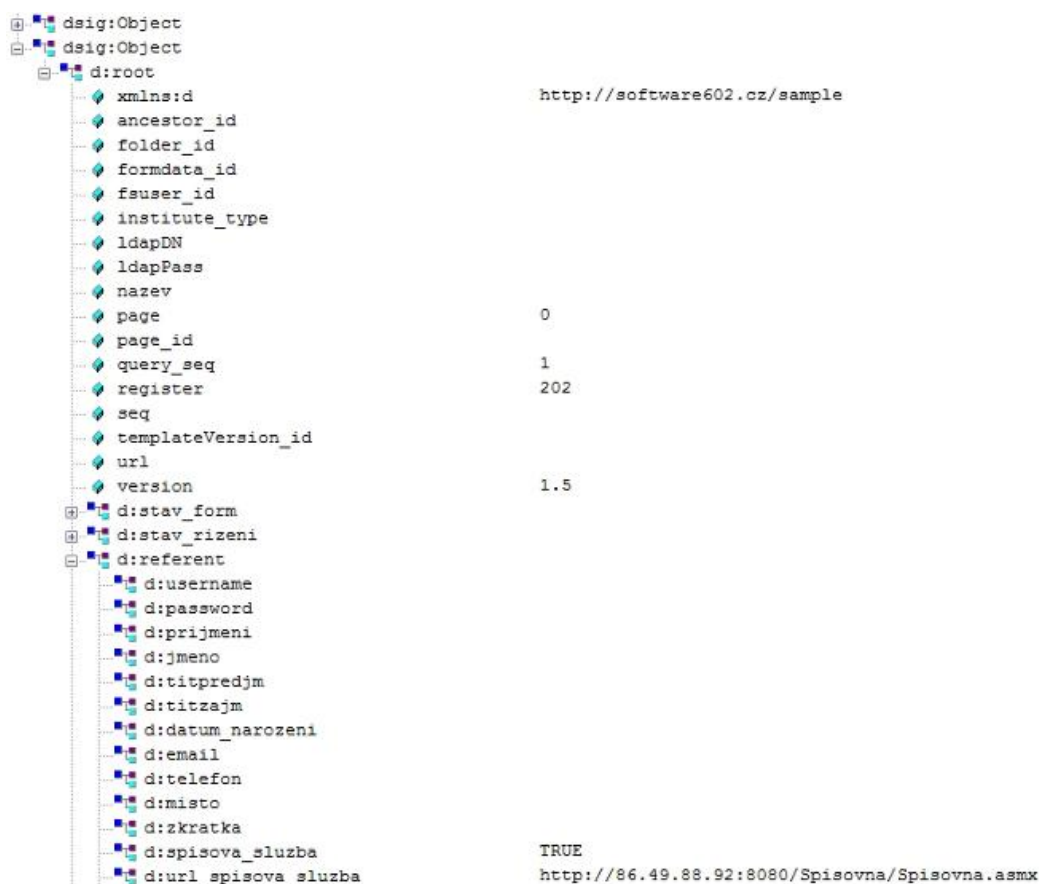 dsig:Object
dsig:Object
d:root
xmlns:d http://software602.cz/sample
ancestor_id
folder_id
formdata_id
fsuser_id
institute_type
ldapDN
ldapPass
nazev
page 0
page_id
query_seq 1
register 202
seq
templateVersion_id
url
version 1.5
d:stav_form
d:stav_rizeni
d:referent
d:username
d:password
d:prijmeni
d:jmeno
d:titpredjm
d:titzajm
d:datum_narozeni
d:email
d:telefon
d:misto
d:zkratka
d:spisova_sluzba TRUE
d:url_spisova_sluzba http://86.49.88.92:8080/Spisovna/Spisovna.asmx